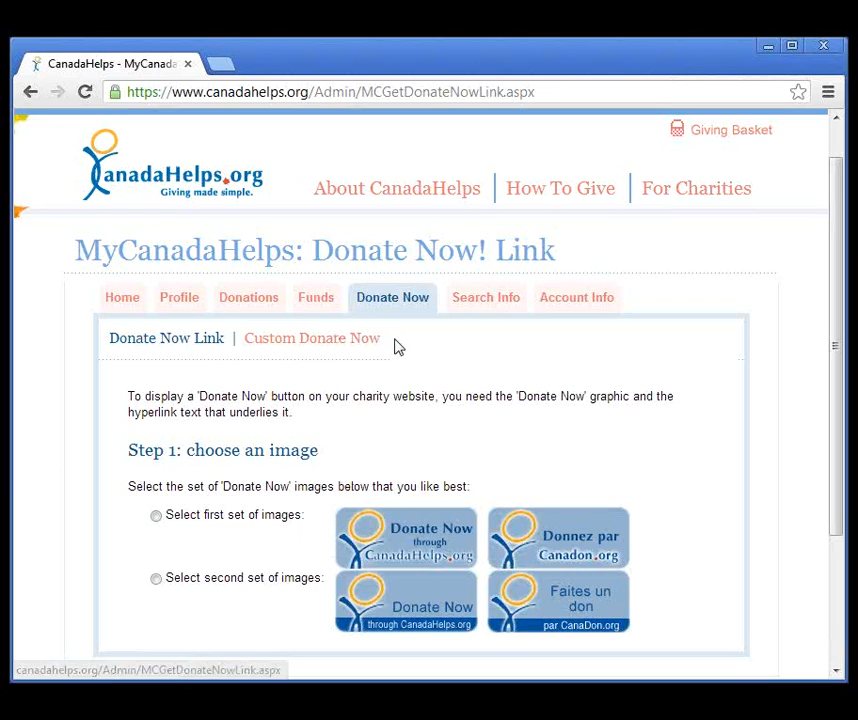 CanadaHelps - MyCanada
https://www.canadahelps.org/Admin/MCGetDonateNowLink.aspx
Giving Basket
CanadaHelps.org
Giving made simple.
About CanadaHelps
How To Give
For Charities
MyCanadaHelps: Donate Now! Link
Home
Profile
Donations
Funds
Donate Now
Search Info
Account Info
Donate Now Link | Custom Donate Now
To display a 'Donate Now' button on your charity website, you need the 'Donate Now' graphic and the
hyperlink text that underlies it.
Step 1: choose an image
Select the set of 'Donate Now' images below that you like best:
Select first set of images:
Donate Now
through
CanadaHelps.org
Donnez par
Canadon.org
Select second set of images:
Donate Now
through CanadaHelps.org
Faites un
don
par CanaDon.org
canadahelps.org/Admin/MCGetDonateNowLink.aspx